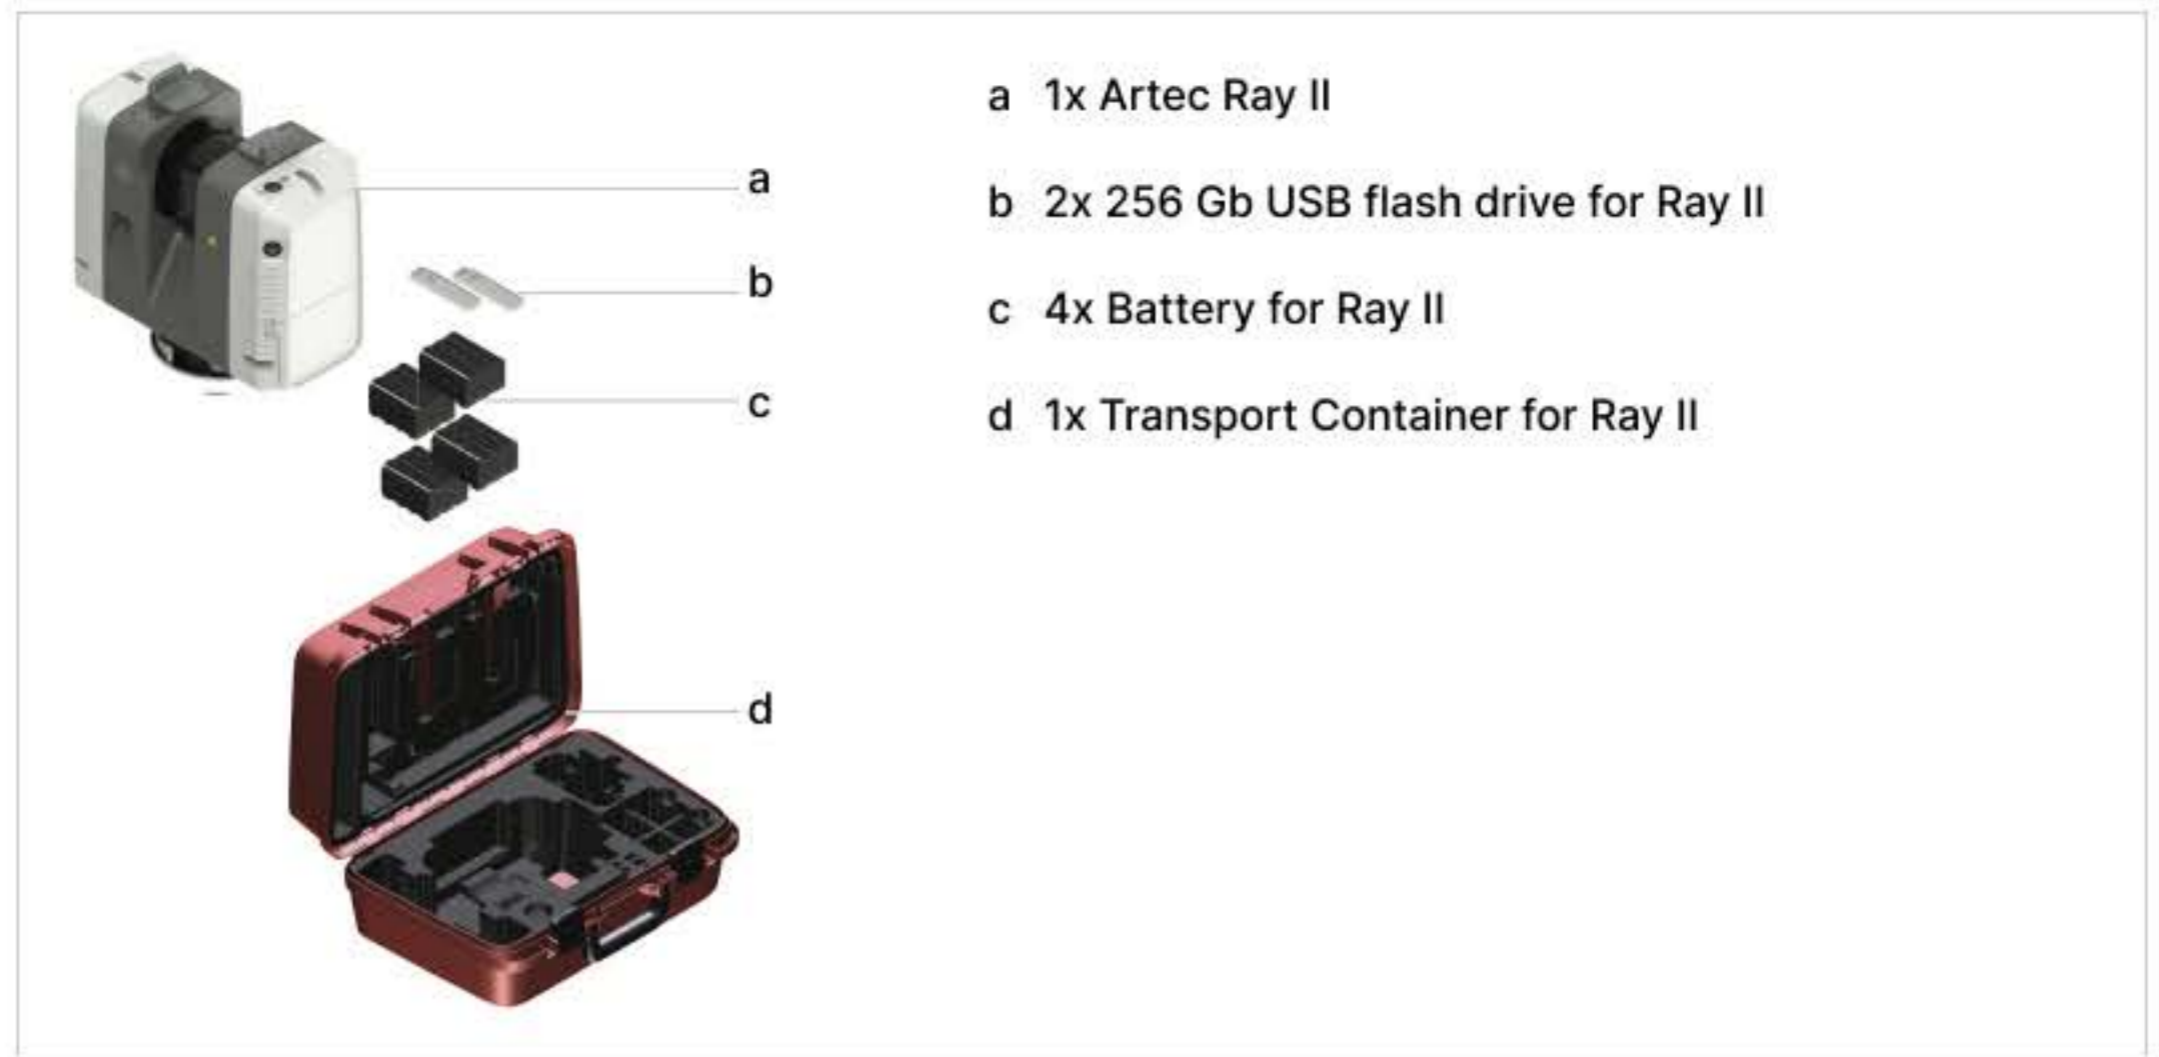 a
b
c
d
a 1x Artec Ray II
b 2x 256 Gb USB flash drive for Ray II
c 4x Battery for Ray II
d 1x Transport Container for Ray II